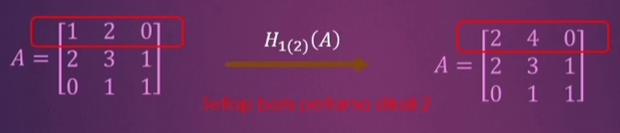 A = [1 2 0
2 3 1
0 1 1]
H₁₍₂₎(A)
Setiap baris pertama dikali 2
A = [2 4 0
2 3 1
0 1 1]